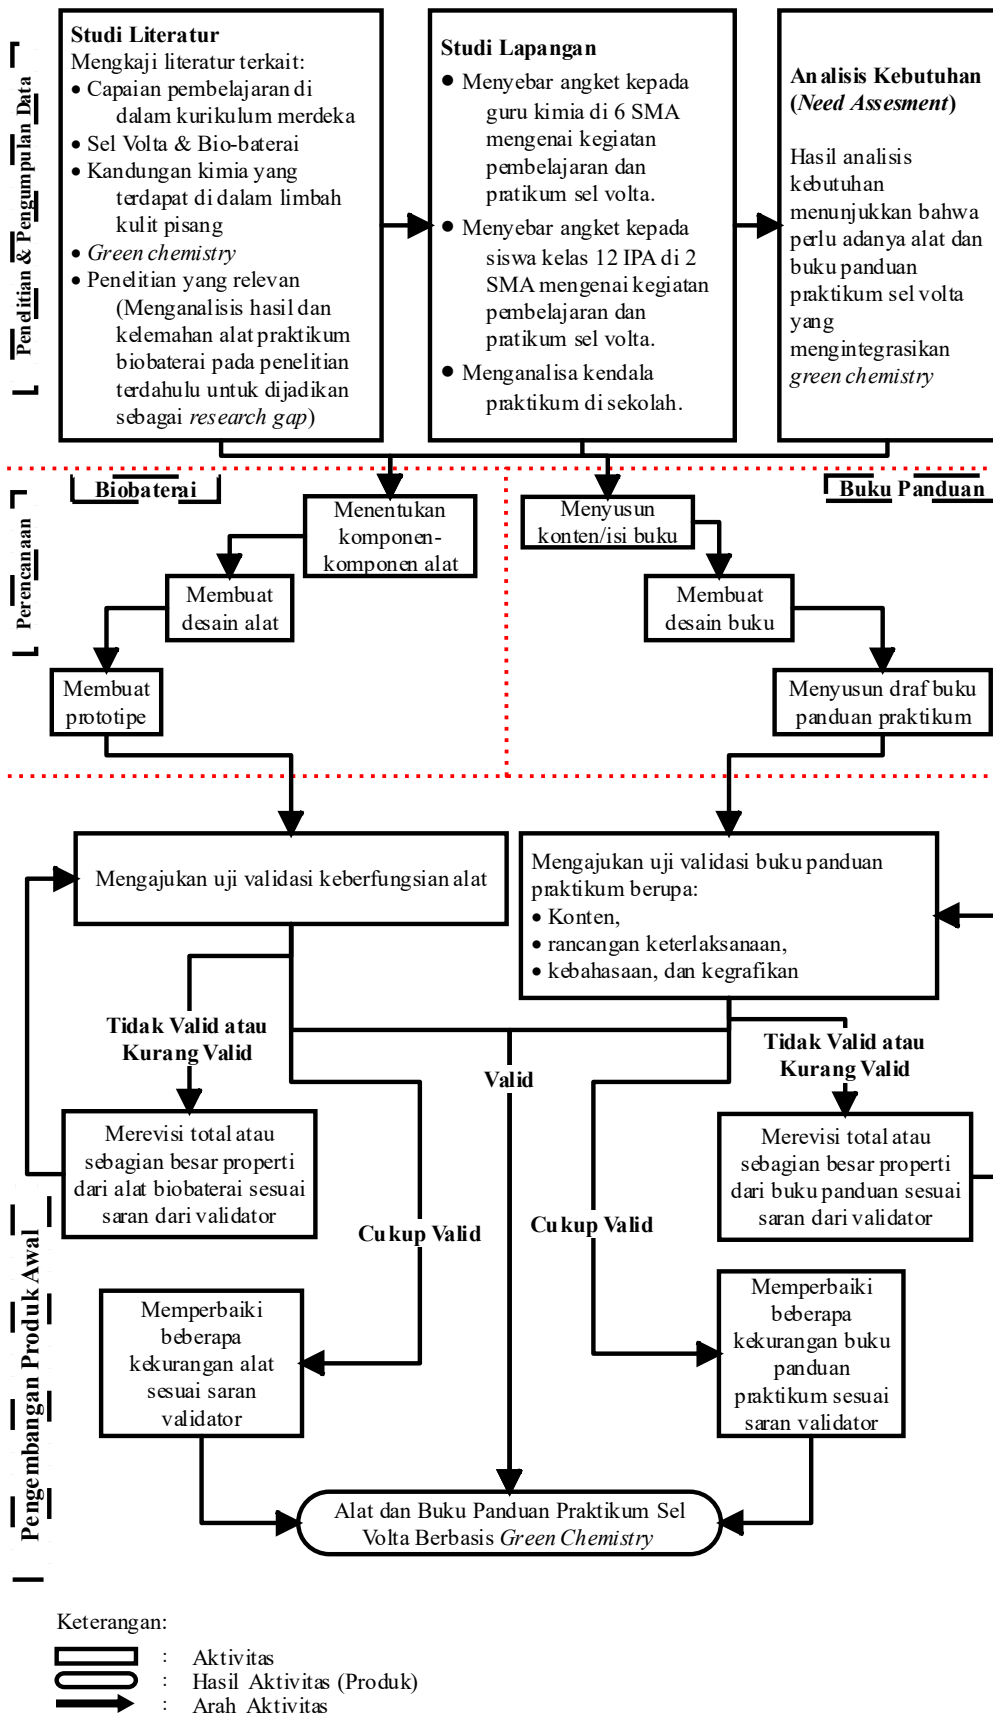 Penelitian & Pengumpulan Data
Studi Literatur
Mengkaji literatur terkait:
• Capaian pembelajaran di
dalam kurikulum merdeka
• Sel Volta & Bio-baterai
• Kandungan kimia yang
terdapat di dalam limbah
kulit pisang
• Green chemistry
• Penelitian yang relevan
(Menganalisis hasil dan
kelemahan alat praktikum
biobaterai pada penelitian
terdahulu untuk dijadikan
sebagai research gap)
Studi Lapangan
• Menyebar angket kepada
guru kimia di 6 SMA
mengenai kegiatan
pembelajaran dan
pratikum sel volta.
• Menyebar angket kepada
siswa kelas 12 IPA di 2
SMA mengenai kegiatan
pembelajaran dan
pratikum sel volta.
• Menganalisa kendala
praktikum di sekolah.
Analisis Kebutuhan
(Need Assesment)
Hasil analisis
kebutuhan
menunjukkan bahwa
perlu adanya alat dan
buku panduan
praktikum sel volta
yang
mengintegrasikan
green chemistry
Perencanaan
Biobaterai
Buku Panduan
Menentukan
komponen-
komponen alat
Menyusun
konten/isi buku
Membuat
desain alat
Membuat
desain buku
Membuat
prototipe
Menyusun draf buku
panduan praktikum
Pengembangan Produk Awal
Mengajukan uji validasi keberfungsian alat
Mengajukan uji validasi buku panduan
praktikum berupa:
• Konten,
• rancangan keterlaksanaan,
• kebahasaan, dan kegrafikan
Tidak Valid atau
Kurang Valid
Valid
Tidak Valid atau
Kurang Valid
Merevisi total atau
sebagian besar properti
dari alat biobaterai sesuai
saran dari validator
Merevisi total atau
sebagian besar properti
dari buku panduan sesuai
saran dari validator
Cukup Valid
Cukup Valid
Memperbaiki
beberapa
kekurangan alat
sesuai saran
validator
Memperbaiki
beberapa
kekurangan buku
panduan
praktikum sesuai
saran validator
Alat dan Buku Panduan Praktikum Sel
Volta Berbasis Green Chemistry
Keterangan:
: Aktivitas
: Hasil Aktivitas (Produk)
: Arah Aktivitas